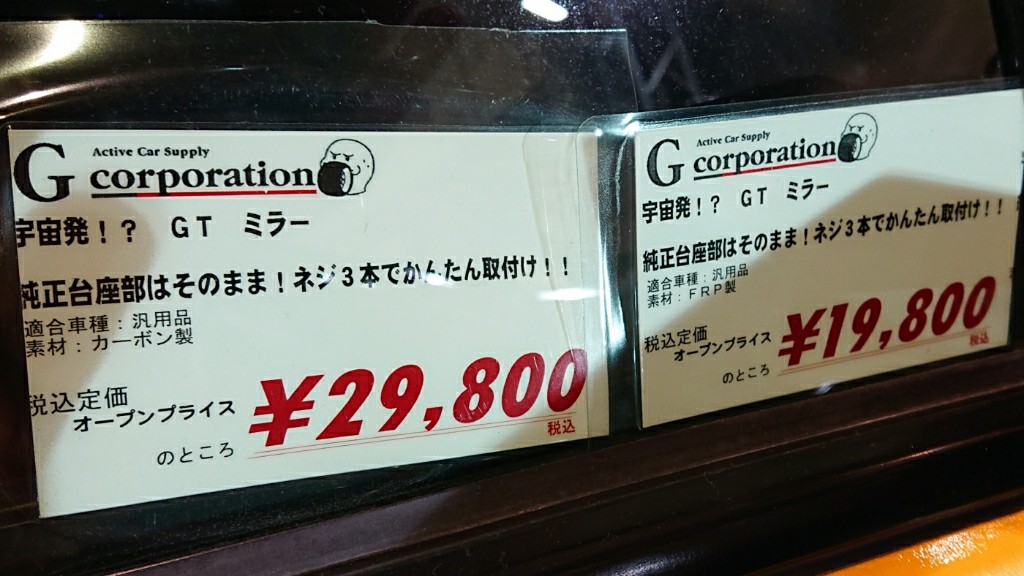 Active Car Supply
G corporation
宇宙発!? GT ミラー
純正台座部はそのまま!ネジ3本でかんたん取付け!!
適合車種:汎用品
素材:カーボン製
税込定価
オープンプライス
のところ
¥29,800
税込
Active Car Supply
G corporation
宇宙発!? GT ミラー
純正台座部はそのまま!ネジ3本でかんたん取付け!!
適合車種:汎用品
素材:FRP製
税込定価
オープンプライス
のところ
¥19,800
税込